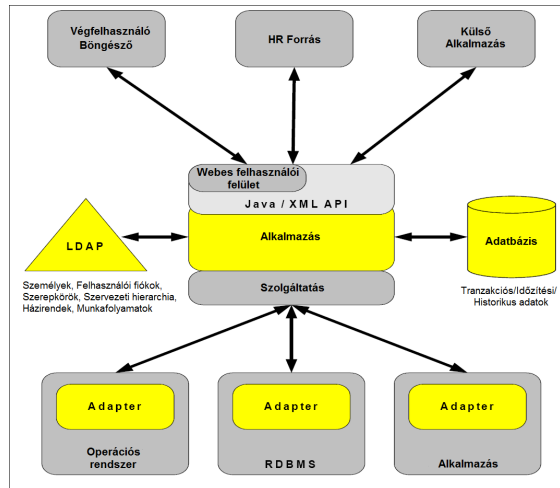 Végfelhasználó
Böngésző
HR Forrás
Külső
Alkalmazás
Webes felhasználói
felület
Java / XML API
Alkalmazás
LDAP
Adatbázis
Személyek, Felhasználói fiókok,
Szerepkörök, Szervezeti hierarchia,
Házirendek, Munkafolyamatok
Szolgáltatás
Tranzakciós/Időzítési/
Historikus adatok
Adapter
Adapter
Adapter
Operációs
rendszer
RDBMS
Alkalmazás